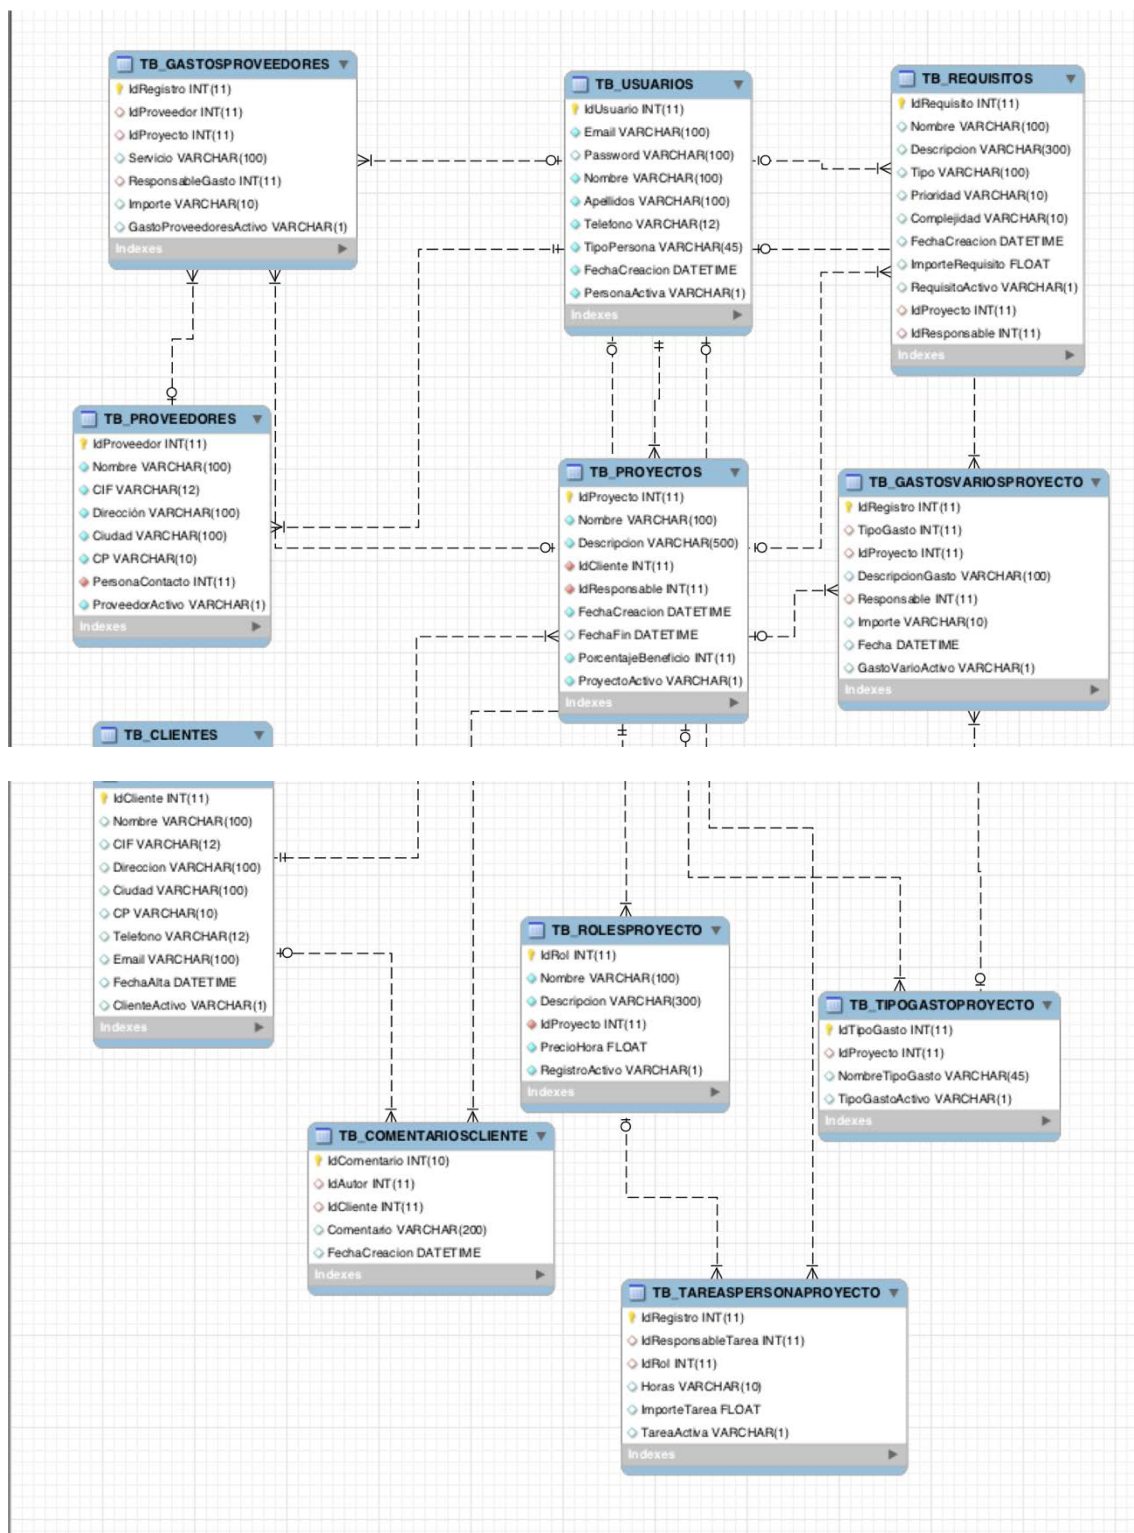 TB_GASTOSPROVEEDORES
IdRegistro INT(11)
IdProveedor INT(11)
IdProyecto INT(11)
Servicio VARCHAR(100)
ResponsableGasto INT(11)
Importe VARCHAR(10)
GastoProveedoresActivo VARCHAR(1)
Indexes
TB_USUARIOS
IdUsuario INT(11)
Email VARCHAR(100)
Password VARCHAR(100)
Nombre VARCHAR(100)
Apellidos VARCHAR(100)
Telefono VARCHAR(12)
TipoPersona VARCHAR(45)
FechaCreacion DATETIME
PersonaActiva VARCHAR(1)
Indexes
TB_REQUISITOS
IdRequisito INT(11)
Nombre VARCHAR(100)
Descripcion VARCHAR(300)
Tipo VARCHAR(100)
Prioridad VARCHAR(10)
Complejidad VARCHAR(10)
FechaCreacion DATETIME
ImporteRequisito FLOAT
RequisitoActivo VARCHAR(1)
IdProyecto INT(11)
IdResponsable INT(11)
Indexes
TB_PROVEEDORES
IdProveedor INT(11)
Nombre VARCHAR(100)
CIF VARCHAR(12)
Dirección VARCHAR(100)
Ciudad VARCHAR(100)
CP VARCHAR(10)
PersonaContacto INT(11)
ProveedorActivo VARCHAR(1)
Indexes
TB_PROYECTOS
IdProyecto INT(11)
Nombre VARCHAR(100)
Descripcion VARCHAR(500)
IdCliente INT(11)
IdResponsable INT(11)
FechaCreacion DATETIME
FechaFin DATETIME
PorcentajeBeneficio INT(11)
ProyectoActivo VARCHAR(1)
Indexes
TB_GASTOSVARIOSPROYECTO
IdRegistro INT(11)
TipoGasto INT(11)
IdProyecto INT(11)
DescripcionGasto VARCHAR(100)
Responsable INT(11)
Importe VARCHAR(10)
Fecha DATETIME
GastoVarioActivo VARCHAR(1)
Indexes
TB_CLIENTES
IdCliente INT(11)
Nombre VARCHAR(100)
CIF VARCHAR(12)
Direccion VARCHAR(100)
Ciudad VARCHAR(100)
CP VARCHAR(10)
Telefono VARCHAR(12)
Email VARCHAR(100)
FechaAlta DATETIME
ClienteActivo VARCHAR(1)
Indexes
TB_ROLESPROYECTO
IdRol INT(11)
Nombre VARCHAR(100)
Descripcion VARCHAR(300)
IdProyecto INT(11)
PrecioHora FLOAT
RegistroActivo VARCHAR(1)
Indexes
TB_TIPOGASTOPROYECTO
IdTipoGasto INT(11)
IdProyecto INT(11)
NombreTipoGasto VARCHAR(45)
TipoGastoActivo VARCHAR(1)
Indexes
TB_COMENTARIOSCLIENTE
IdComentario INT(10)
IdAutor INT(11)
IdCliente INT(11)
Comentario VARCHAR(200)
FechaCreacion DATETIME
Indexes
TB_TAREASPERSONAPROYECTO
IdRegistro INT(11)
IdResponsableTarea INT(11)
IdRol INT(11)
Horas VARCHAR(10)
ImporteTarea FLOAT
TareaActiva VARCHAR(1)
Indexes